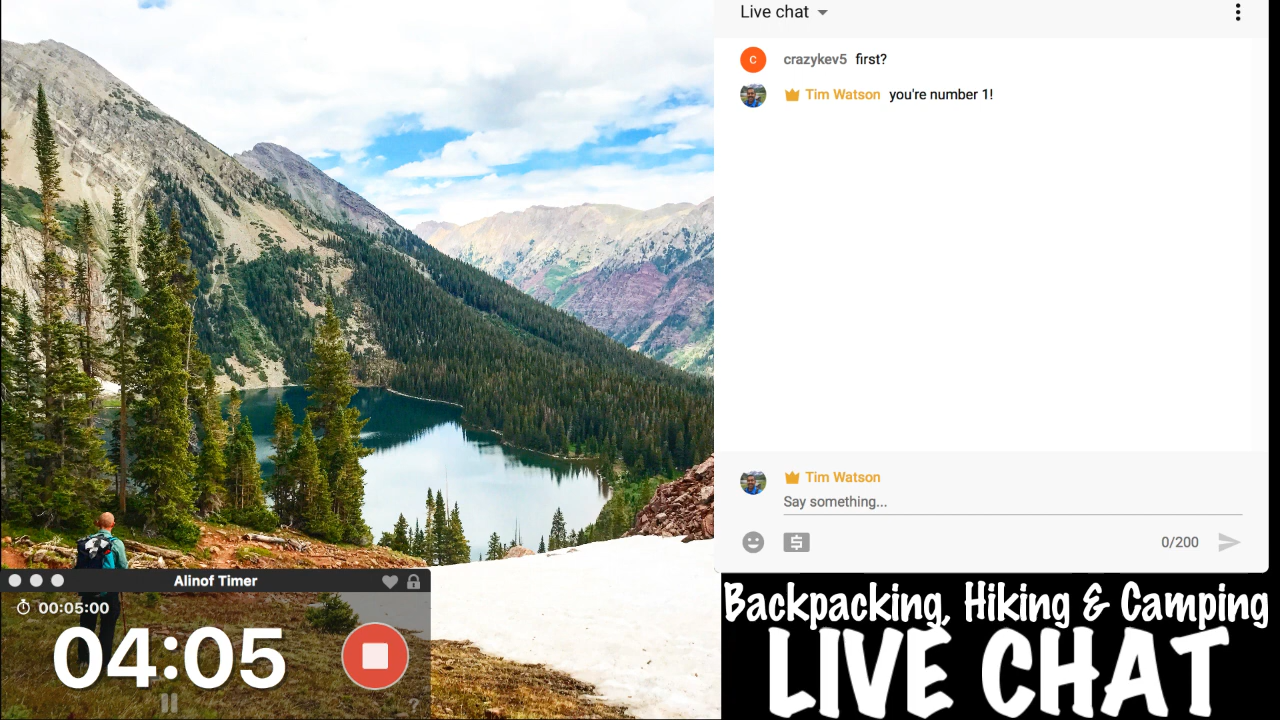 Live chat
C crazykev5 first?
Tim Watson you're number 1!
Tim Watson
Say something...
0/200
Alinof Timer
00:05:00
04:05
?
Backpacking, Hiking & Camping
LIVE CHAT